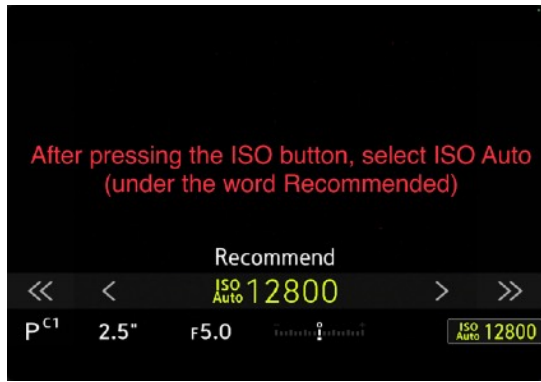 After pressing the ISO button, select ISO Auto
(under the word Recommended)
Recommend
« < ISO Auto 12800 > »
P C1 2.5" F5.0 ISO Auto 12800